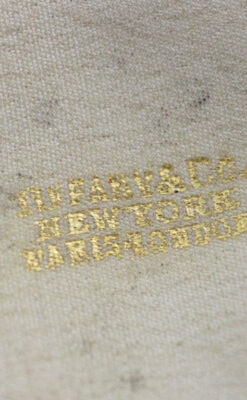 TIFFANY & Co.
NEW YORK
PARIS·LONDON